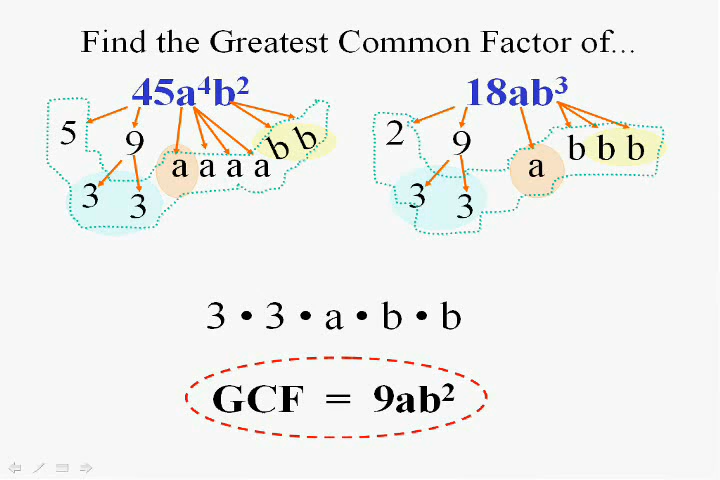 Find the Greatest Common Factor of...
45a⁴b² 18ab³
5 9 a a a a b b 2 9 a b b b
3 3 3 3
3 • 3 • a • b • b
GCF = 9ab²